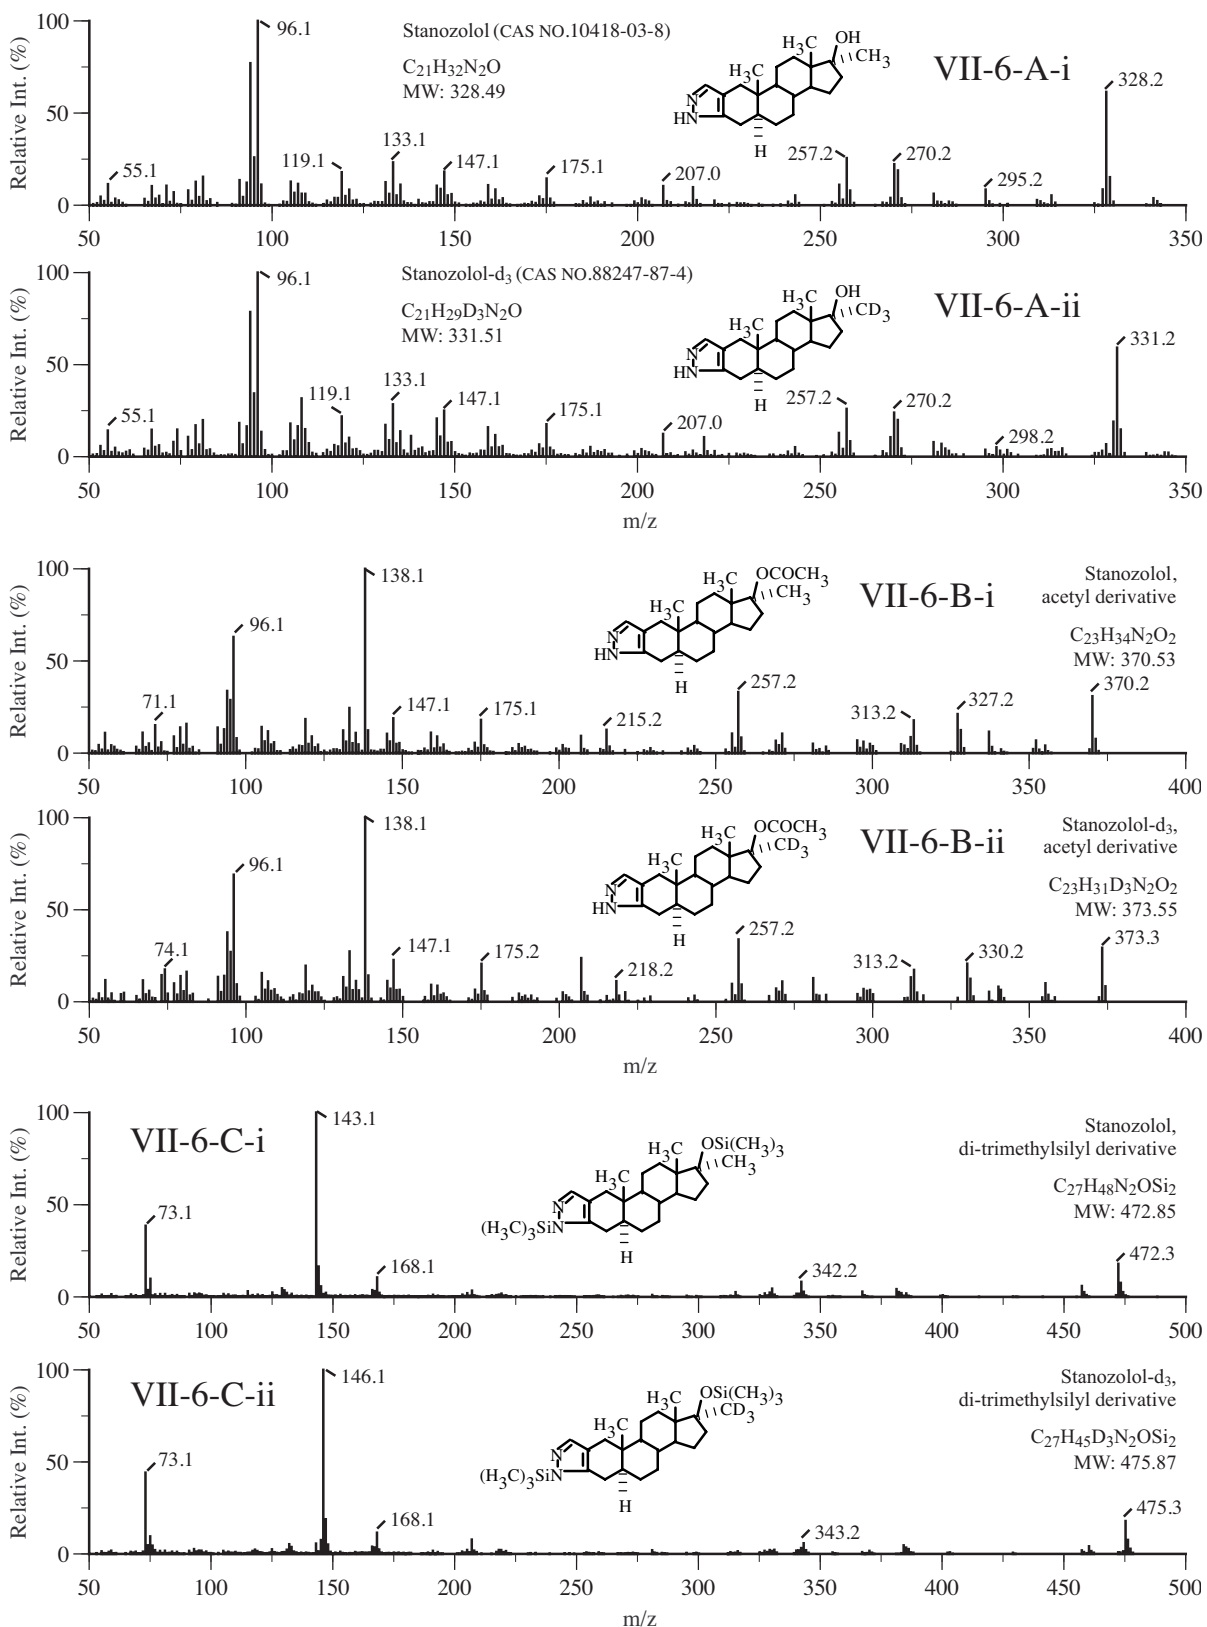 Relative Int. (%)
100
50
0
96.1
Stanozolol (CAS NO.10418-03-8)
C21H32N2O
MW: 328.49
OH
H3C
CH3
H3C
N
HN
H
VII-6-A-i
55.1
119.1
133.1
147.1
175.1
207.0
257.2
270.2
295.2
328.2
50 100 150 200 250 300 350
Relative Int. (%)
100
50
0
96.1
Stanozolol-d3 (CAS NO.88247-87-4)
C21H29D3N2O
MW: 331.51
OH
H3C
CD3
H3C
N
HN
H
VII-6-A-ii
55.1
119.1
133.1
147.1
175.1
207.0
257.2
270.2
298.2
331.2
50 100 150 200 250 300 350
m/z
Relative Int. (%)
100
50
0
138.1
96.1
OCOCH3
H3C
CH3
H3C
N
HN
H
VII-6-B-i
Stanozolol,
acetyl derivative
C23H34N2O2
MW: 370.53
71.1
147.1
175.1
215.2
257.2
313.2
327.2
370.2
50 100 150 200 250 300 350 400
Relative Int. (%)
100
50
0
138.1
96.1
OCOCH3
H3C
CD3
H3C
N
HN
H
VII-6-B-ii
Stanozolol-d3,
acetyl derivative
C23H31D3N2O2
MW: 373.55
74.1
147.1
175.2
218.2
257.2
313.2
330.2
373.3
50 100 150 200 250 300 350 400
m/z
Relative Int. (%)
100
50
0
VII-6-C-i
143.1
OSi(CH3)3
H3C
CH3
H3C
N
(H3C)3SiN
H
Stanozolol,
di-trimethylsilyl derivative
C27H48N2OSi2
MW: 472.85
73.1
168.1
342.2
472.3
50 100 150 200 250 300 350 400 450 500
Relative Int. (%)
100
50
0
VII-6-C-ii
146.1
OSi(CH3)3
H3C
CD3
H3C
N
(H3C)3SiN
H
Stanozolol-d3,
di-trimethylsilyl derivative
C27H45D3N2OSi2
MW: 475.87
73.1
168.1
343.2
475.3
50 100 150 200 250 300 350 400 450 500
m/z